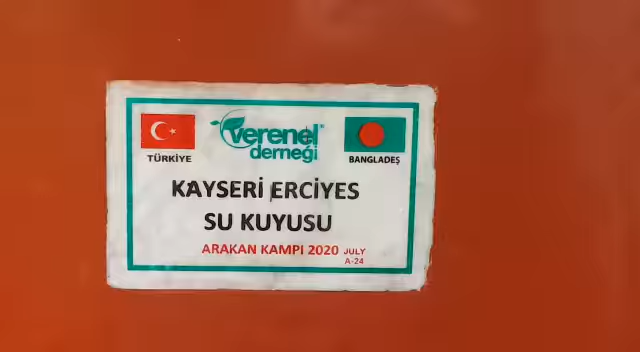 verenel
derneği
TÜRKİYE
BANGLADEŞ
KAYSERİ ERCİYES
SU KUYUSU
ARAKAN KAMPI 2020 JULY
A-24